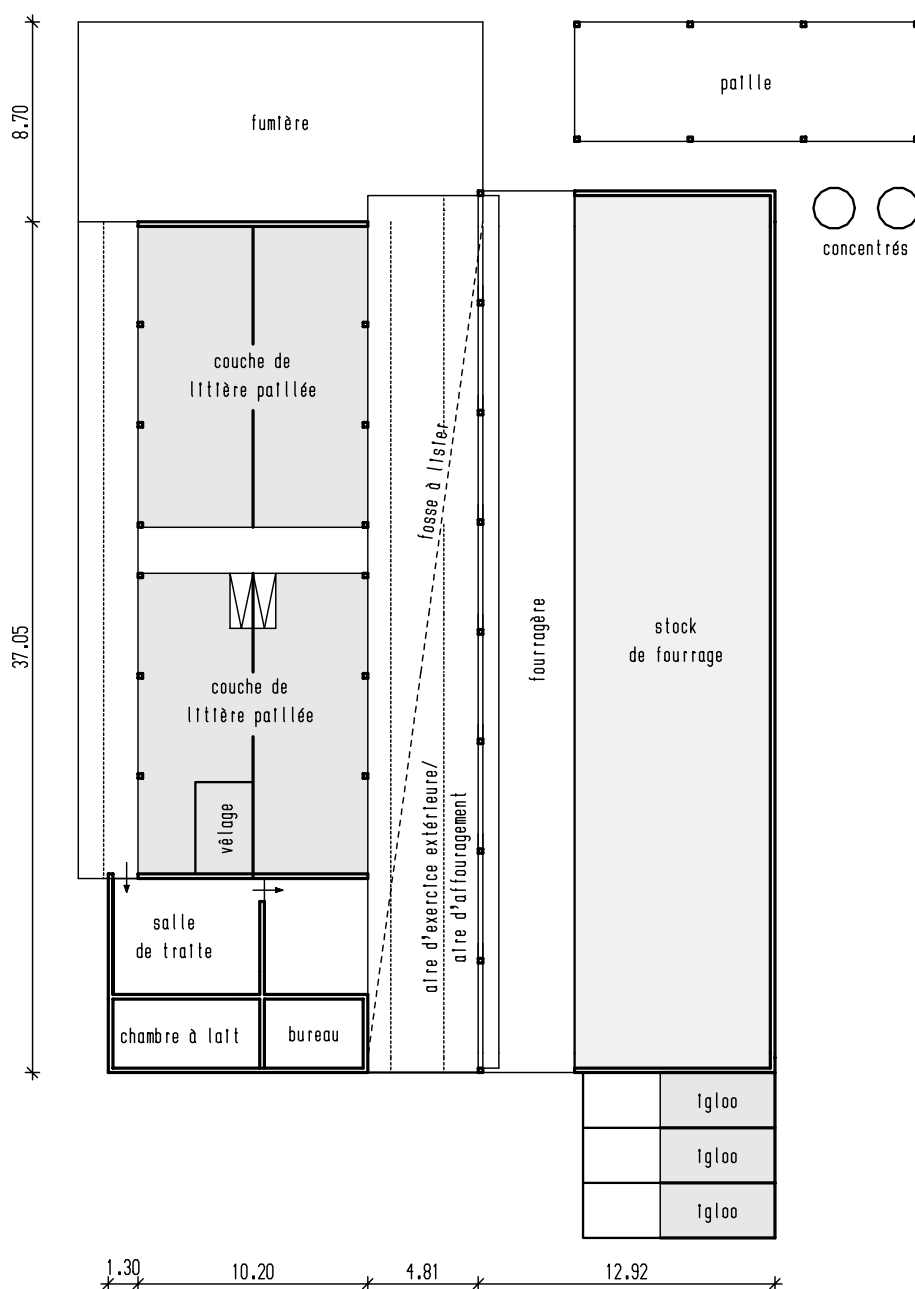 8.70
fumière
paille
concentrés
couche de
litière paillée
fosse à lisier
37.05
fourragère
stock
de fourrage
couche de
litière paillée
vêlage
aire d'exercice extérieure/
aire d'affouragement
salle
de traite
chambre à lait
bureau
igloo
igloo
igloo
1.30
10.20
4.81
12.92